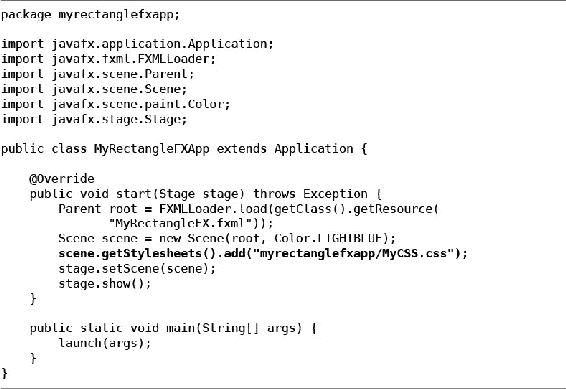 package myrectanglefxapp;
import javafx.application.Application;
import javafx.fxml.FXMLLoader;
import javafx.scene.Parent;
import javafx.scene.Scene;
import javafx.scene.paint.Color;
import javafx.stage.Stage;
public class MyRectangleFXApp extends Application {
    @Override
    public void start(Stage stage) throws Exception {
        Parent root = FXMLLoader.load(getClass().getResource(
               "MyRectangleFX.fxml"));
        Scene scene = new Scene(root, Color.LIGHTBLUE);
        scene.getStylesheets().add("myrectanglefxapp/MyCSS.css");
        stage.setScene(scene);
        stage.show();
    }
    public static void main(String[] args) {
        launch(args);
    }
}